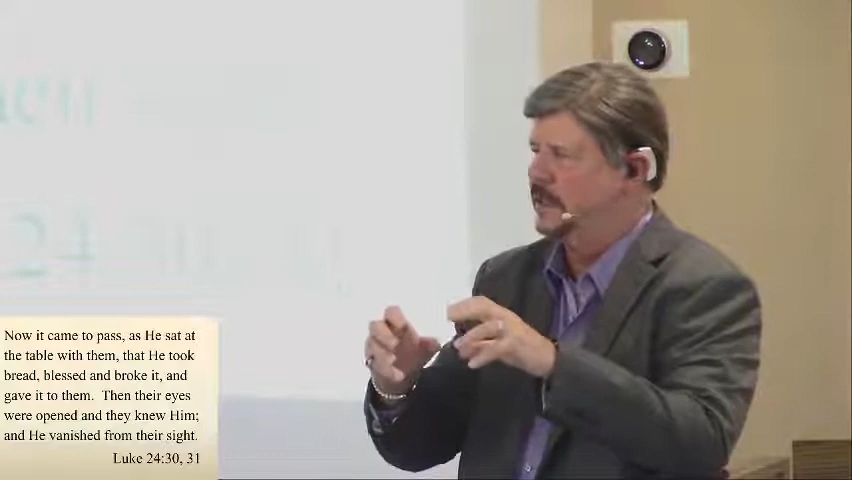 24:30
Now it came to pass, as He sat at
the table with them, that He took
bread, blessed and broke it, and
gave it to them. Then their eyes
were opened and they knew Him;
and He vanished from their sight.
Luke 24:30, 31